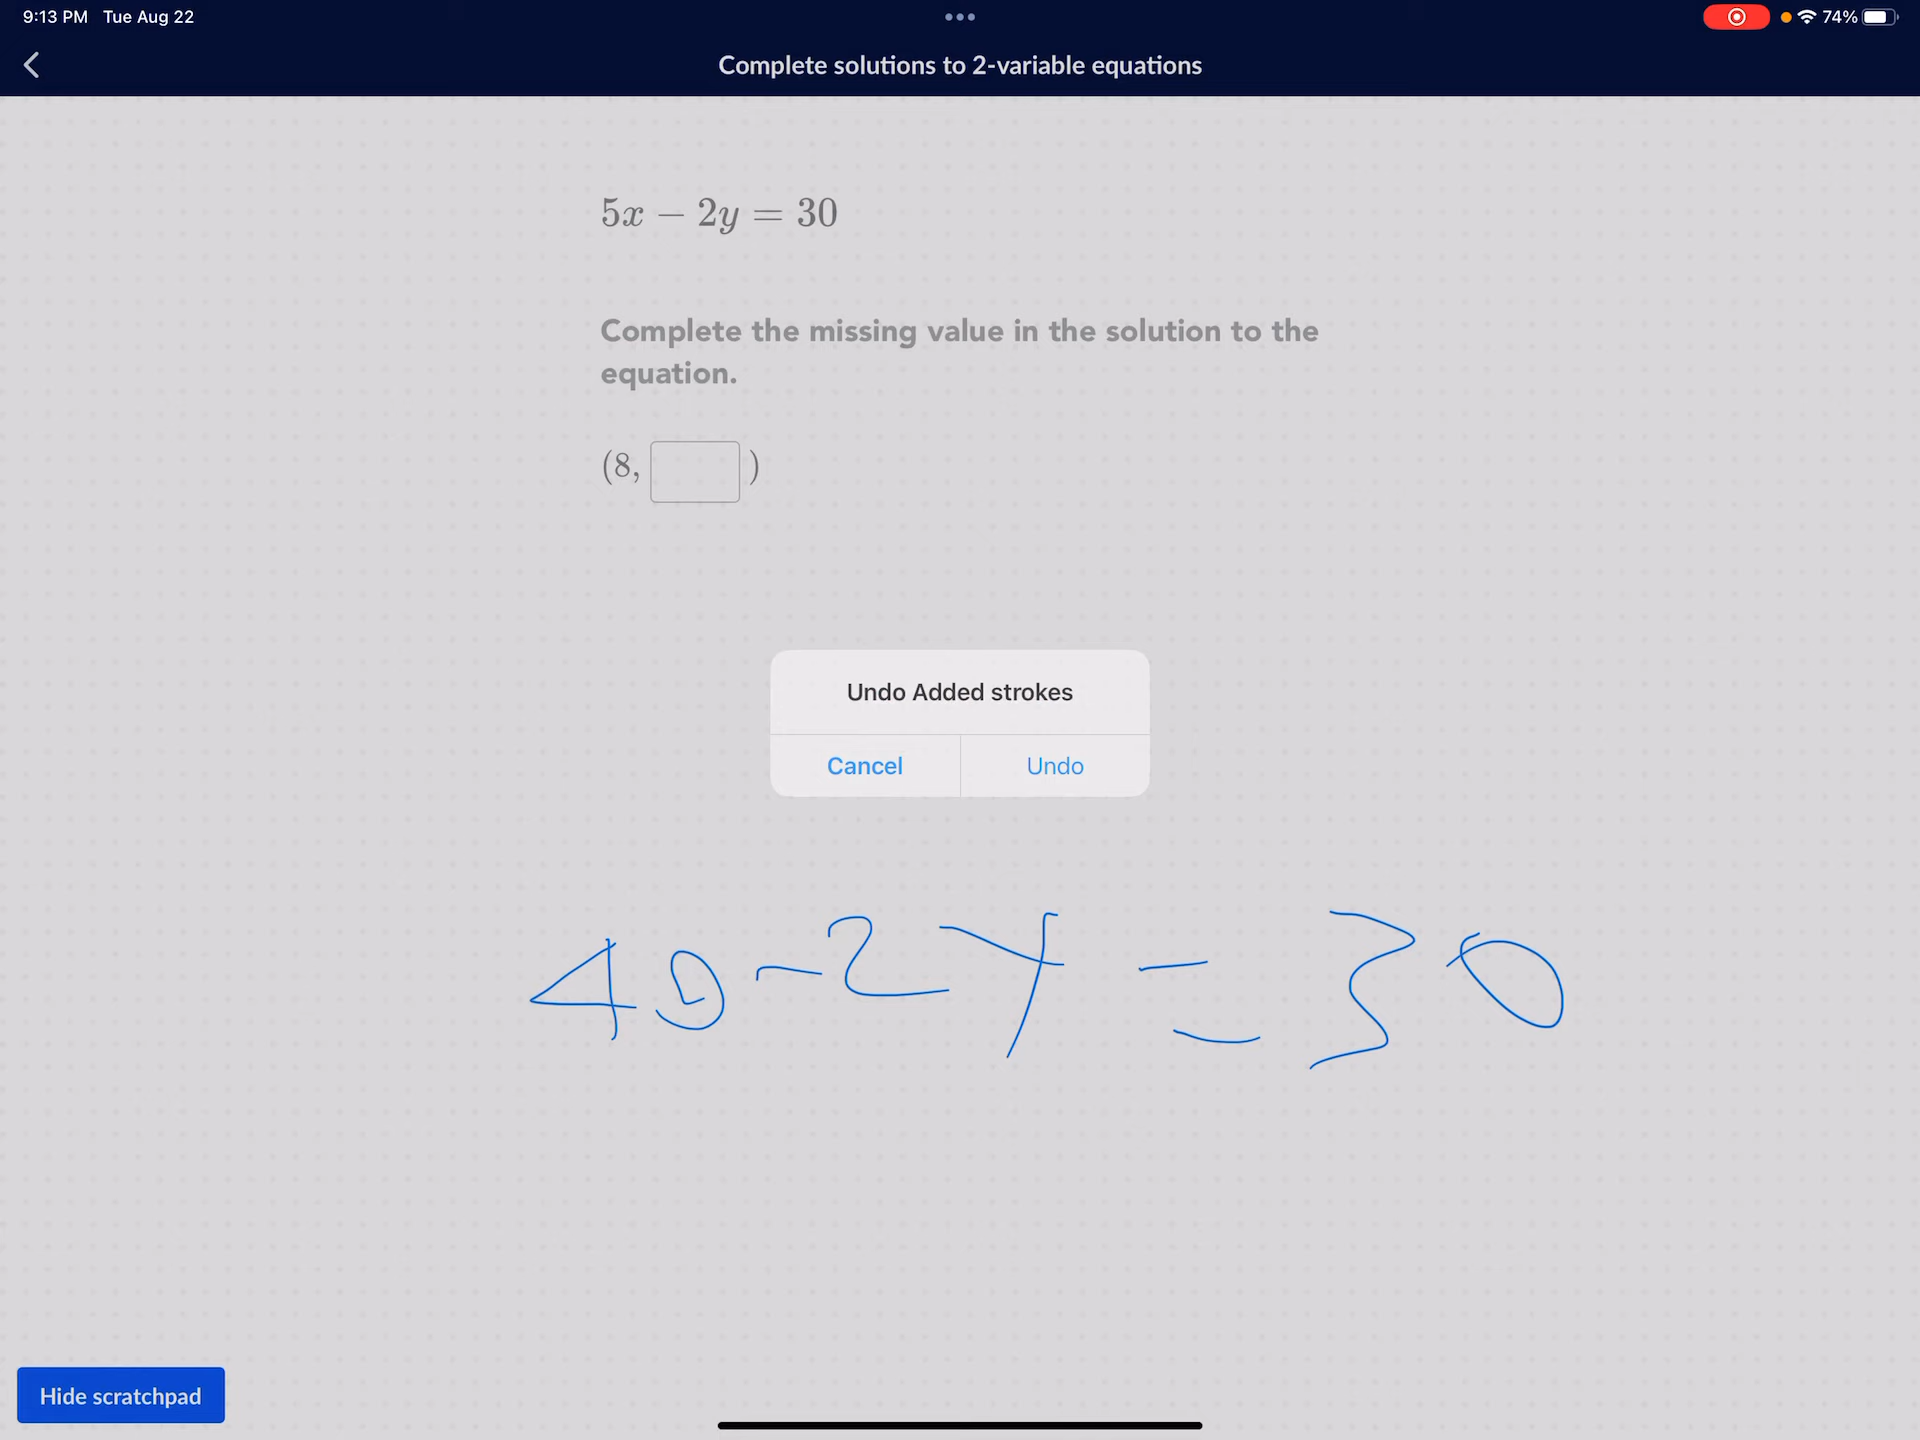 9:13 PM Tue Aug 22
74%
Complete solutions to 2-variable equations
5x − 2y = 30
Complete the missing value in the solution to the
equation.
(8, )
Undo Added strokes
Cancel Undo
40-2y=30
Hide scratchpad